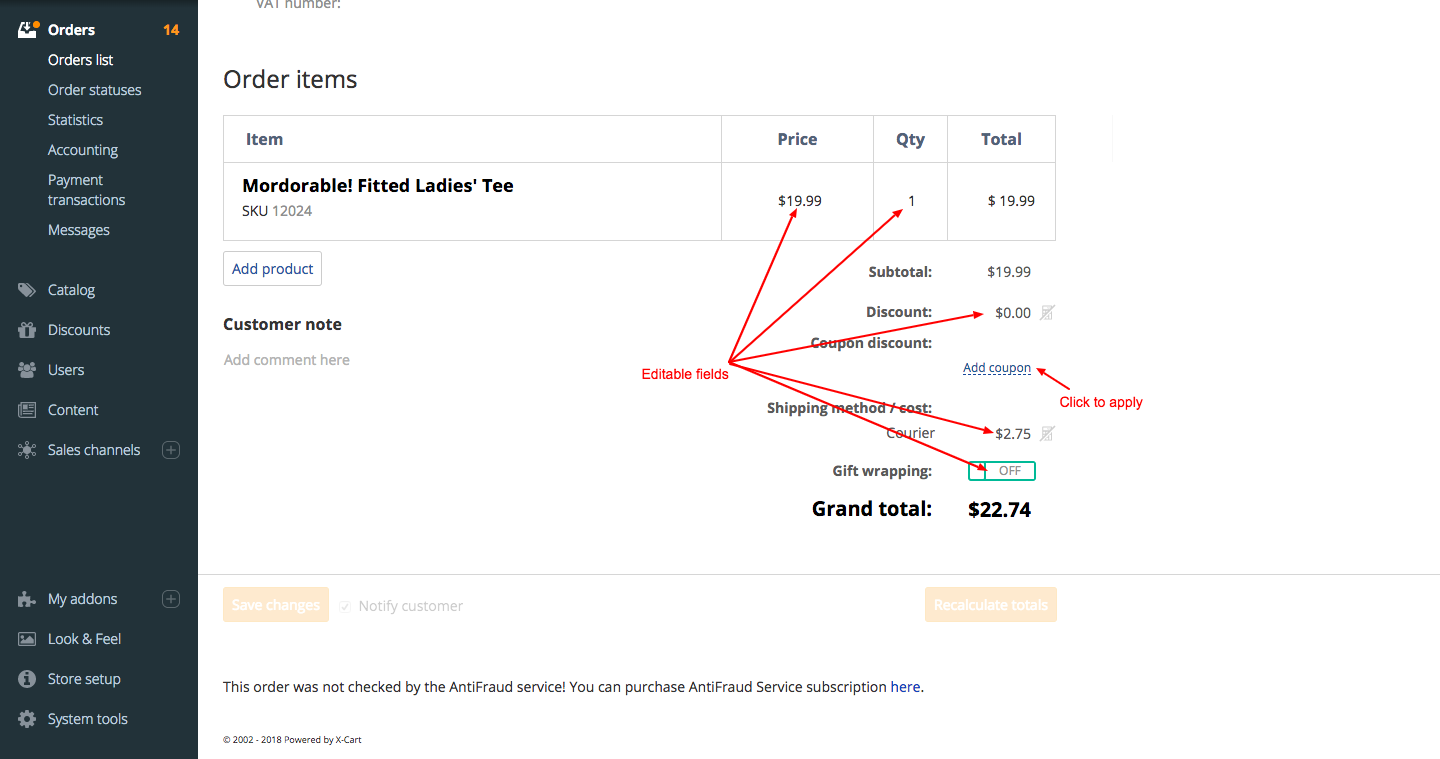 VAT number:
Orders 14
Orders list
Order statuses
Statistics
Accounting
Payment
transactions
Messages
Catalog
Discounts
Users
Content
Sales channels
My addons
Look & Feel
Store setup
System tools
Order items
Item Price Qty Total
Mordorable! Fitted Ladies' Tee
SKU 12024
$19.99 1 $ 19.99
Add product
Subtotal: $19.99
Discount: $0.00
Customer note
Coupon discount:
Add comment here
Add coupon
Editable fields
Click to apply
Shipping method / cost:
Courier $2.75
Gift wrapping: OFF
Grand total: $22.74
Save changes Notify customer Recalculate totals
This order was not checked by the AntiFraud service! You can purchase AntiFraud Service subscription here.
© 2002 - 2018 Powered by X-Cart